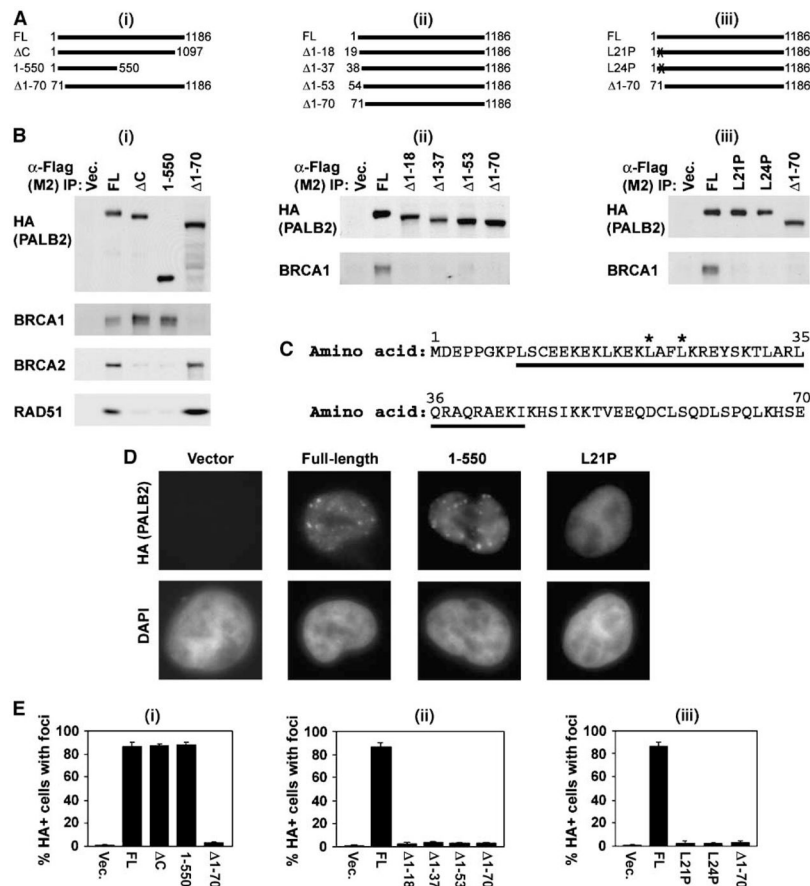 A (i) (ii) (iii)
FL 1 1186
ΔC 1 1097
1-550 1 550
Δ1-70 71 1186
FL 1 1186
Δ1-18 19 1186
Δ1-37 38 1186
Δ1-53 54 1186
Δ1-70 71 1186
FL 1 1186
L21P 1 X 1186
L24P 1 X 1186
Δ1-70 71 1186
B (i) (ii) (iii)
α-Flag
(M2) IP: Vec. FL ΔC 1-550 Δ1-70
HA
(PALB2)
BRCA1
BRCA2
RAD51
α-Flag
(M2) IP: Vec. FL Δ1-18 Δ1-37 Δ1-53 Δ1-70
HA
(PALB2)
BRCA1
α-Flag
(M2) IP: Vec. FL L21P L24P Δ1-70
HA
(PALB2)
BRCA1
C
1 * * 35
Amino acid: MDEPPGKPLSCEEKEKLKEKLAFLKREYSKTLARL
36 70
Amino acid: QRAQRAEKIKHSIKKTVEEQDCLSQDLSPQLKHSE
D Vector Full-length 1-550 L21P
HA (PALB2)
DAPI
E (i) (ii) (iii)
% HA+ cells with foci
100
80
60
40
20
0
Vec. FL ΔC 1-550 Δ1-70
% HA+ cells with foci
100
80
60
40
20
0
Vec. FL Δ1-18 Δ1-37 Δ1-53 Δ1-70
% HA+ cells with foci
100
80
60
40
20
0
Vec. FL L21P L24P Δ1-70